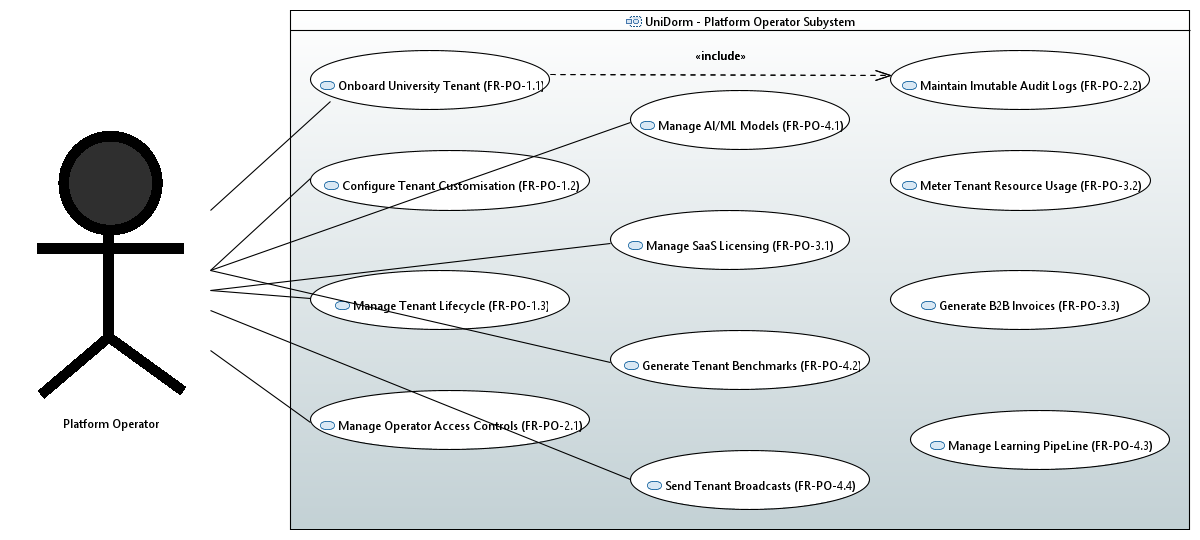 UniDorm - Platform Operator Subystem
«include»
Onboard University Tenant (FR-PO-1.1)
Maintain Imutable Audit Logs (FR-PO-2.2)
Manage AI/ML Models (FR-PO-4.1)
Configure Tenant Customisation (FR-PO-1.2)
Meter Tenant Resource Usage (FR-PO-3.2)
Manage SaaS Licensing (FR-PO-3.1)
Manage Tenant Lifecycle (FR-PO-1.3)
Generate B2B Invoices (FR-PO-3.3)
Generate Tenant Benchmarks (FR-PO-4.2)
Platform Operator
Manage Operator Access Controls (FR-PO-2.1)
Manage Learning PipeLine (FR-PO-4.3)
Send Tenant Broadcasts (FR-PO-4.4)